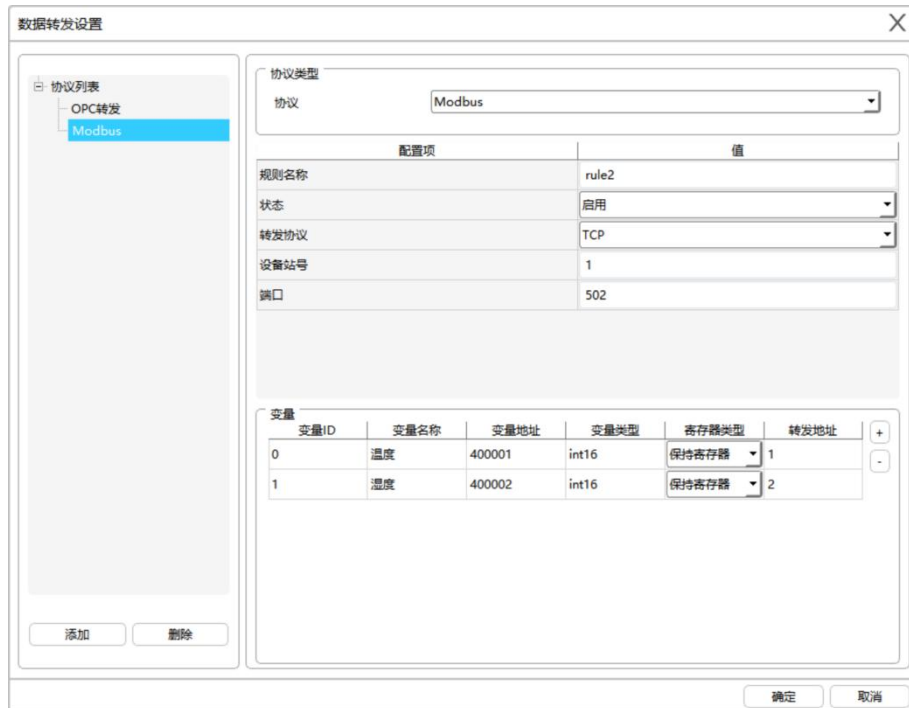 数据转发设置
协议列表
OPC转发
Modbus
添加 删除
协议类型
协议 Modbus
配置项 值
规则名称 rule2
状态 启用
转发协议 TCP
设备站号 1
端口 502
变量
变量ID 变量名称 变量地址 变量类型 寄存器类型 转发地址
0 温度 400001 int16 保持寄存器 1
1 湿度 400002 int16 保持寄存器 2
+
-
确定 取消